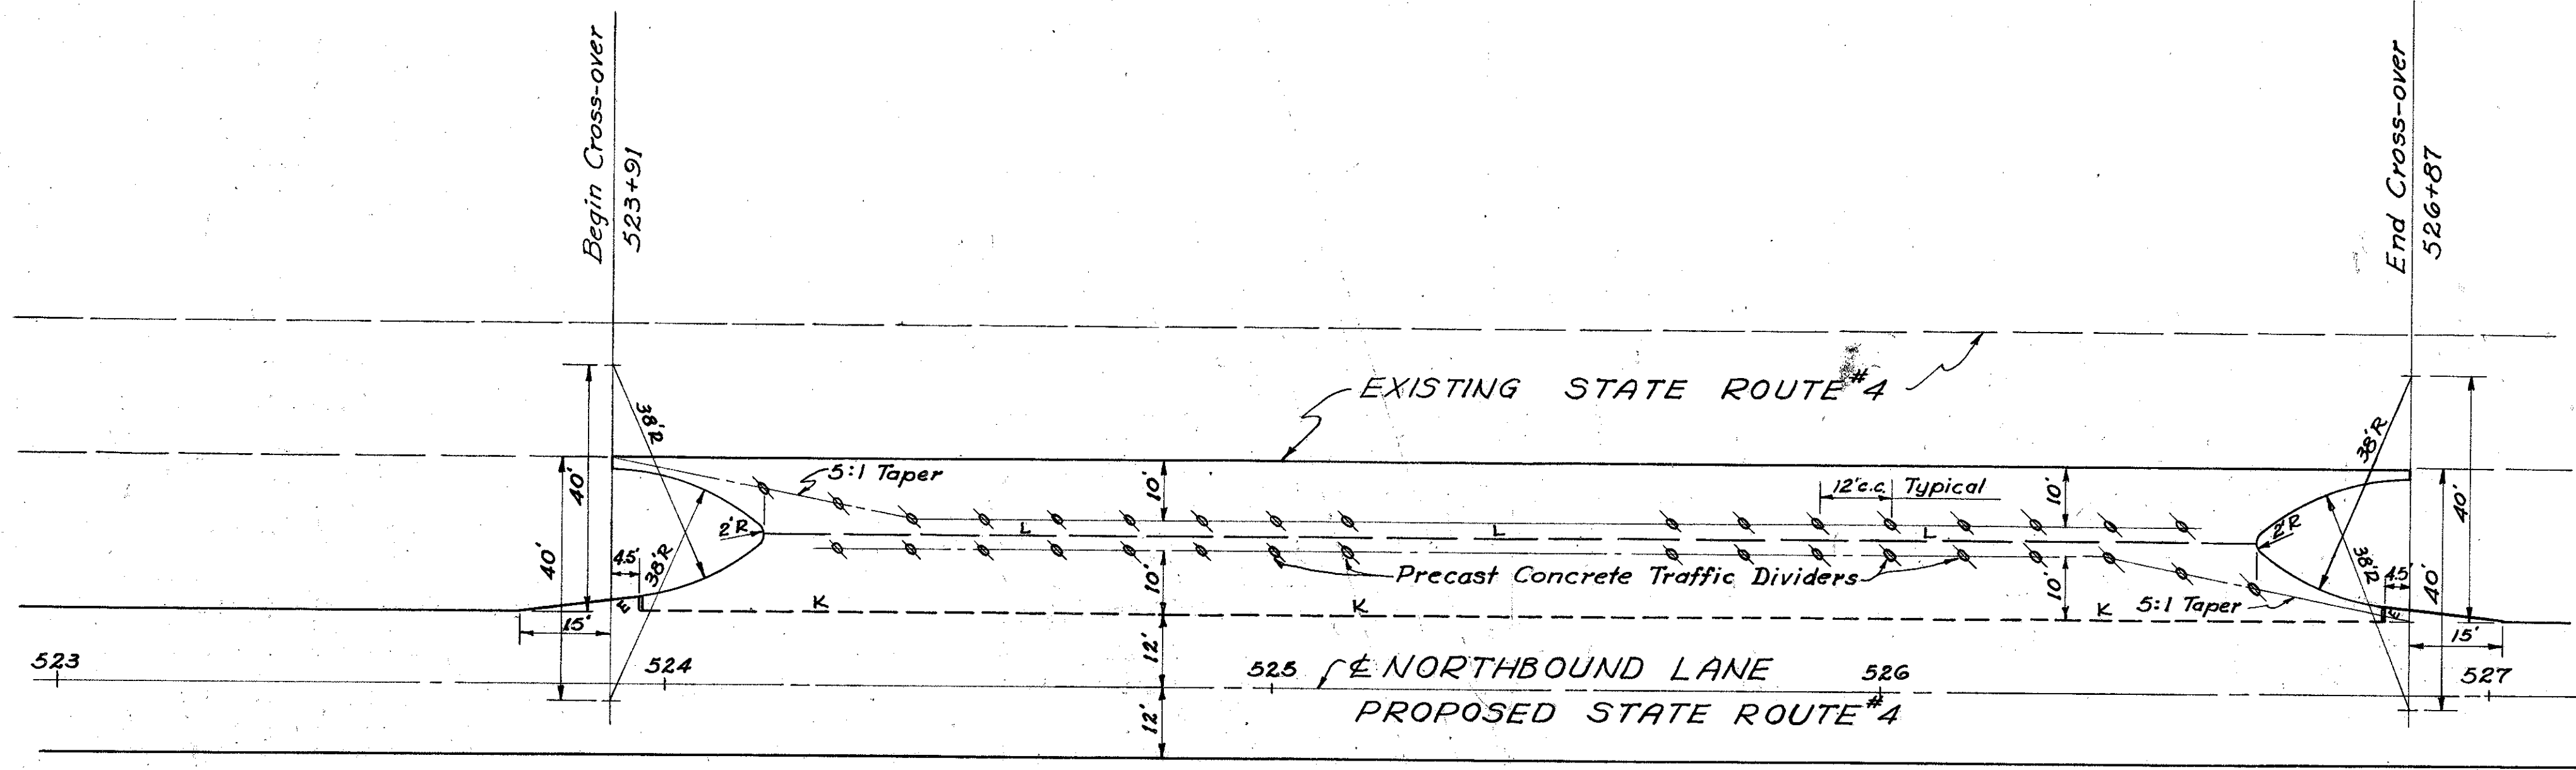 Begin Cross-over
523+91
End Cross-over
526+87
EXISTING STATE ROUTE #4
40'
38'R
5:1 Taper
10'
12'c.c. Typical
10'
38'R
40'
40'
2'R
L
L
L
2'R
4.5'
38'R
10'
Precast Concrete Traffic Dividers
10'
38'R
4.5'
40'
E
K
K
K
5:1 Taper
E
15'
12'
15'
523
524
525
℄ NORTHBOUND LANE
526
527
12'
PROPOSED STATE ROUTE #4